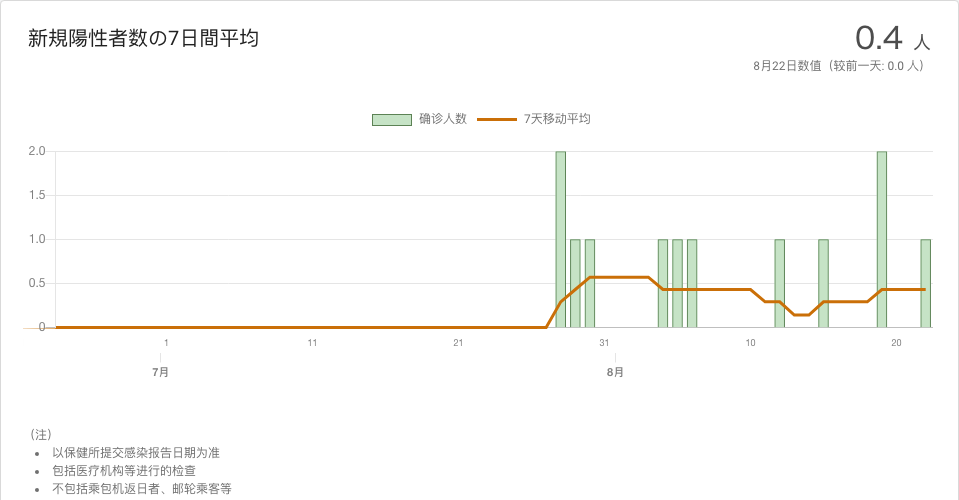 新規陽性者数の7日間平均
0.4 人
8月22日数值（较前一天: 0.0 人）
确诊人数 7天移动平均
2.0
1.5
1.0
0.5
0
1 11 21 31 10 20
7月 8月
（注）
以保健所提交感染报告日期为准
包括医疗机构等进行的检查
不包括乘包机返日者、邮轮乘客等